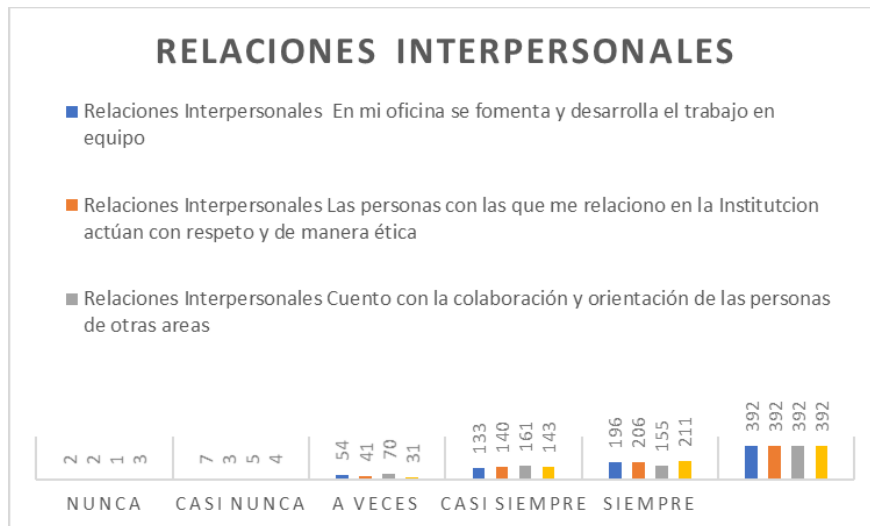 RELACIONES INTERPERSONALES
Relaciones Interpersonales En mi oficina se fomenta y desarrolla el trabajo en
equipo
Relaciones Interpersonales Las personas con las que me relaciono en la Institutcion
actúan con respeto y de manera ética
Relaciones Interpersonales Cuento con la colaboración y orientación de las personas
de otras areas
2 2 1 3
7 3 5 4
54 41 70 31
133 140 161 143
196 206 155 211
392 392 392 392
NUNCA CASI NUNCA A VECES CASI SIEMPRE SIEMPRE